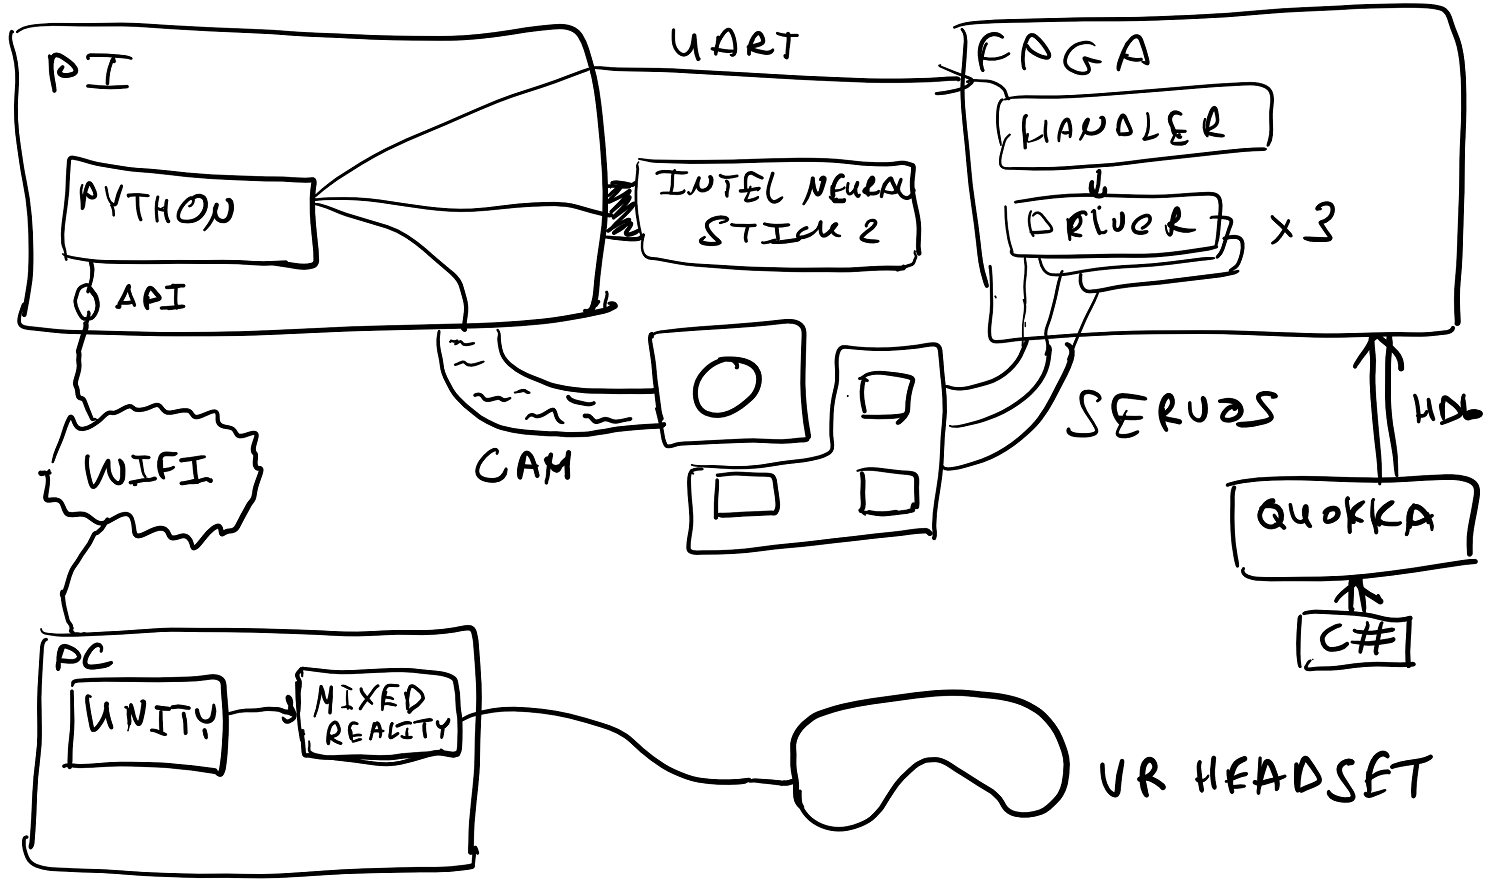 PI
UART
FPGA
HANDLER
PYTHON
INTEL NEURAL
STICK 2
DRIVER
x3
API
CAM
SERVOS
HDL
WIFI
QUOKKA
C#
PC
UNITY
MIXED
REALITY
VR HEADSET